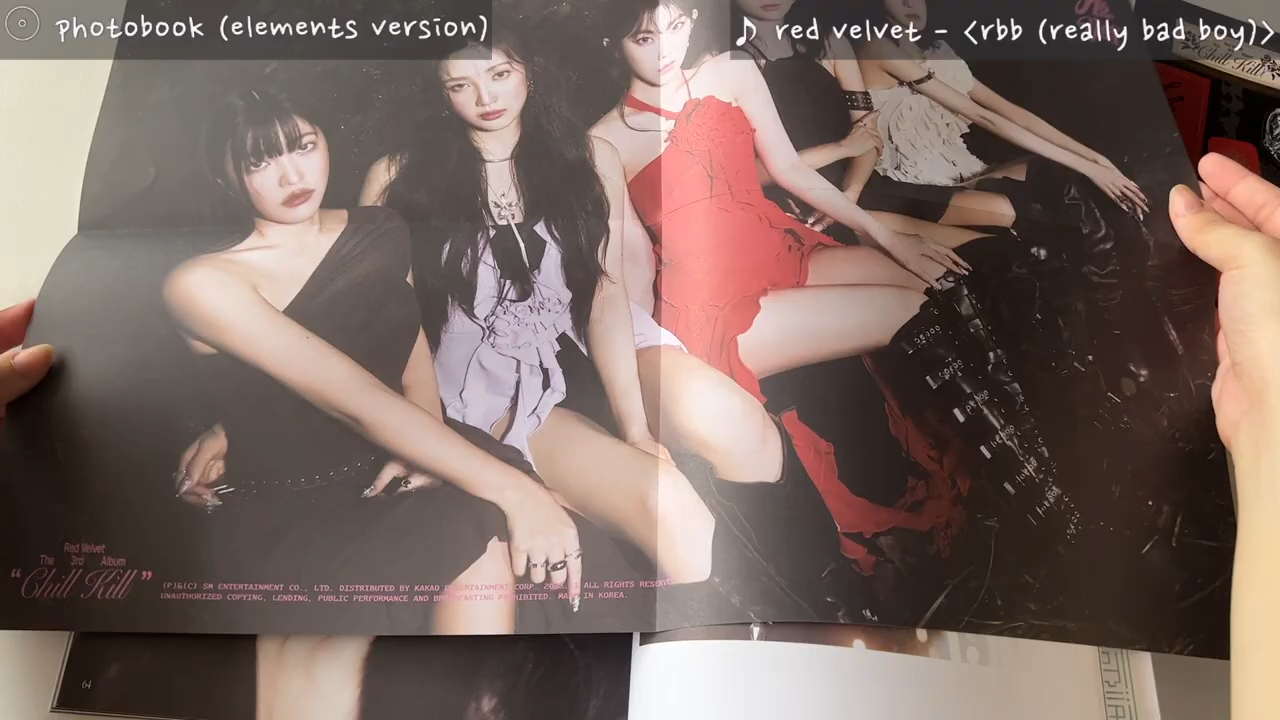 photobook (elements version)
♪ red velvet - <rbb (really bad boy)>
Red Velvet
The 3rd Album
“Chill Kill”
(P)&(C) SM ENTERTAINMENT CO., LTD. DISTRIBUTED BY KAKAO ENTERTAINMENT CORP. ALL RIGHTS RESERVED.
UNAUTHORIZED COPYING, LENDING, PUBLIC PERFORMANCE AND BROADCASTING PROHIBITED. MADE IN KOREA.
Chill Kill
64